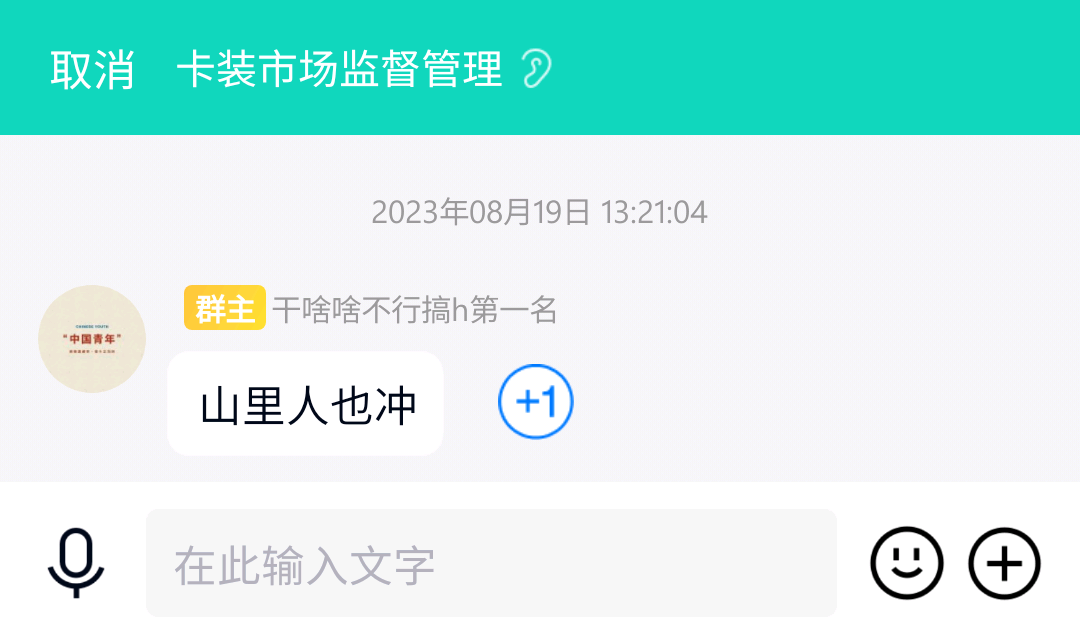 取消 卡装市场监督管理
2023年08月19日 13:21:04
"中国青年"
群主 干啥啥不行搞h第一名
山里人也冲
+1
在此输入文字